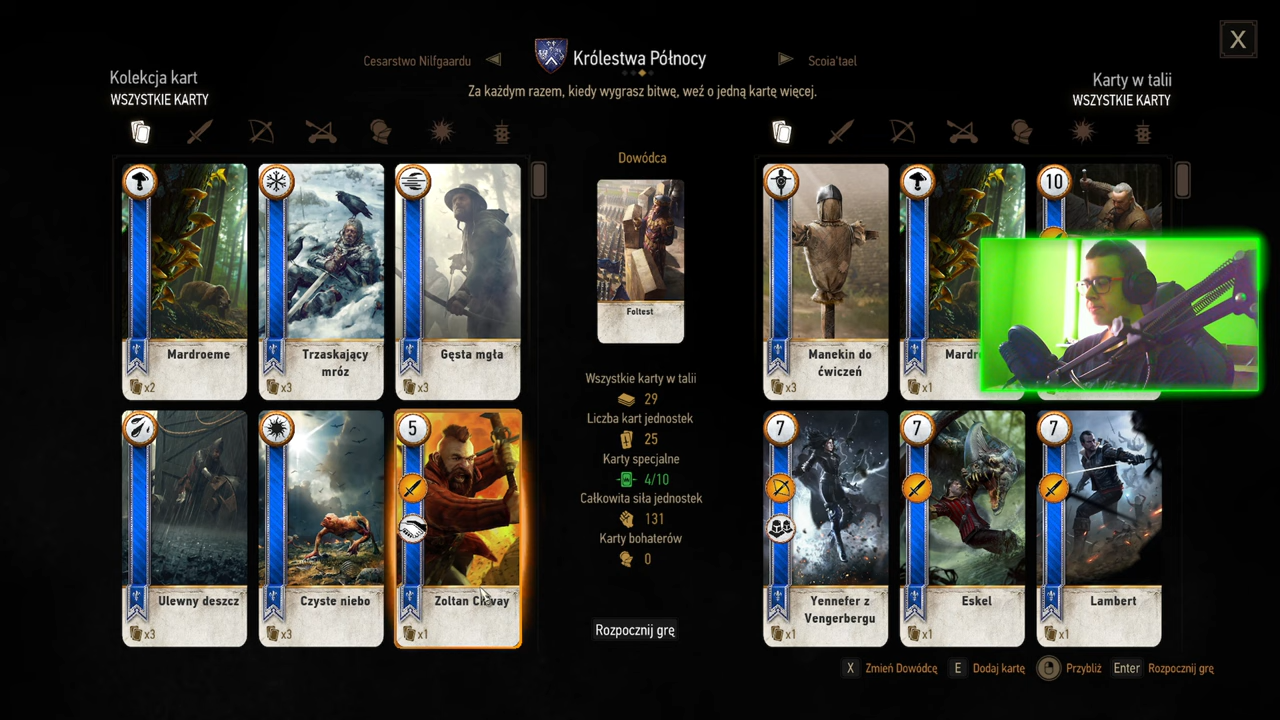 Cesarstwo Nilfgaardu
Królestwa Północy
Scoia'tael
X
Kolekcja kart
WSZYSTKIE KARTY
Za każdym razem, kiedy wygrasz bitwę, weź o jedną kartę więcej.
Karty w talii
WSZYSTKIE KARTY
Mardroeme
x2
Trzaskający
mróz
x3
Gęsta mgła
x3
Ulewny deszcz
x3
Czyste niebo
x3
5
Zoltan Chivay
x1
Dowódca
Foltest
Wszystkie karty w talii
29
Liczba kart jednostek
25
Karty specjalne
4/10
Całkowita siła jednostek
131
Karty bohaterów
0
Rozpocznij grę
Manekin do
ćwiczeń
x3
Mardr
x1
10
7
Yennefer z
Vengerbergu
x1
7
Eskel
x1
7
Lambert
x1
X Zmień Dowódcę E Dodaj kartę Przybliż Enter Rozpocznij grę